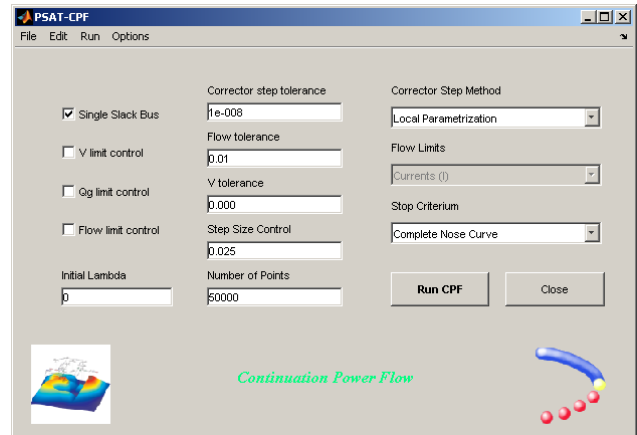 PSAT-CPF
File Edit Run Options
Corrector step tolerance
Corrector Step Method
Single Slack Bus
1e-008
Local Parametrization
Flow tolerance
Flow Limits
V limit control
0.01
Currents (I)
V tolerance
Qg limit control
0.000
Stop Criterium
Flow limit control
Step Size Control
Complete Nose Curve
0.025
Initial Lambda
Number of Points
0
50000
Run CPF
Close
Continuation Power Flow